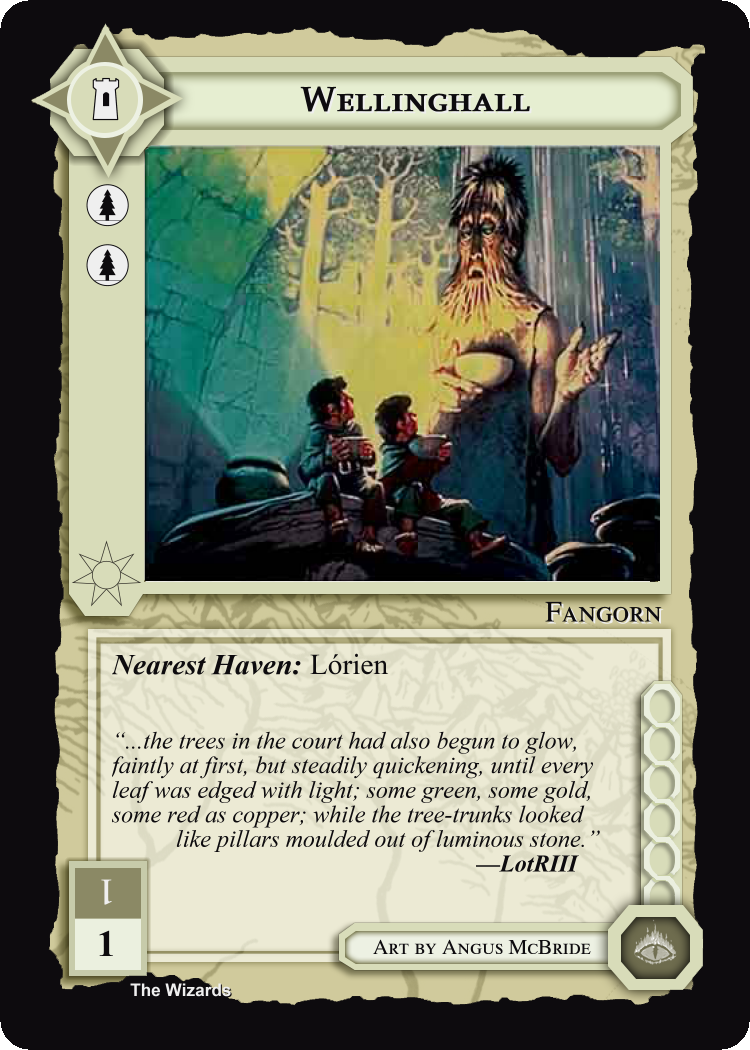 Wellinghall
Fangorn
Nearest Haven: Lórien
“...the trees in the court had also begun to glow,
faintly at first, but steadily quickening, until every
leaf was edged with light; some green, some gold,
some red as copper; while the tree-trunks looked
like pillars moulded out of luminous stone.”
—LotRIII
1
1
Art by Angus McBride
The Wizards